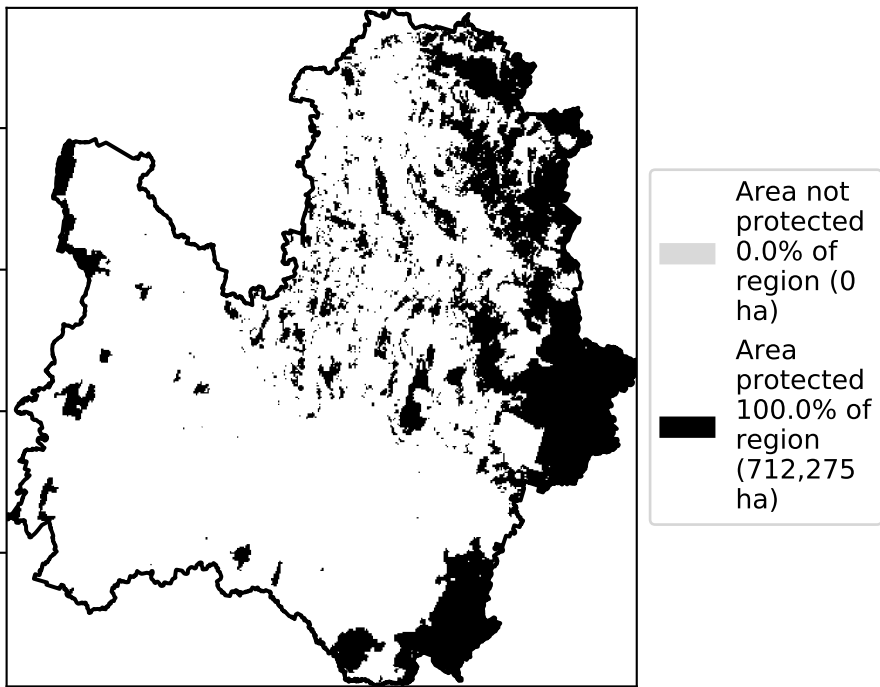 Area not
protected
0.0% of
region (0
ha)
Area
protected
100.0% of
region
(712,275
ha)